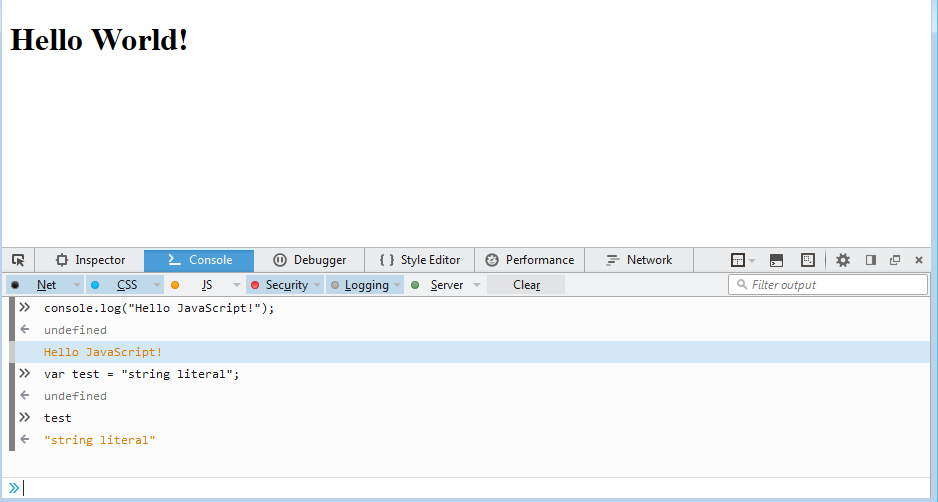 Hello World!
Inspector Console Debugger { } Style Editor Performance Network
Net CSS JS Security Logging Server Clear Filter output
console.log("Hello JavaScript!");
undefined
Hello JavaScript!
var test = "string literal";
undefined
test
"string literal"